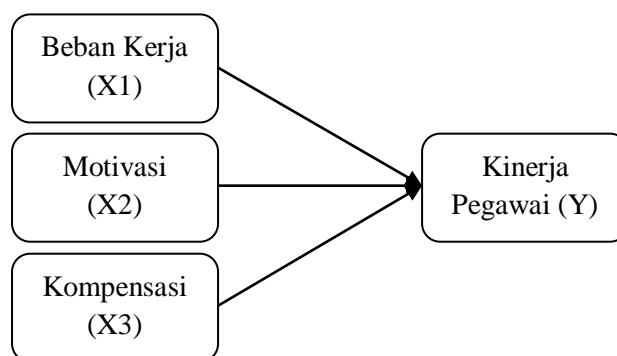 Beban Kerja
(X1)
Motivasi
(X2)
Kinerja
Pegawai (Y)
Kompensasi
(X3)